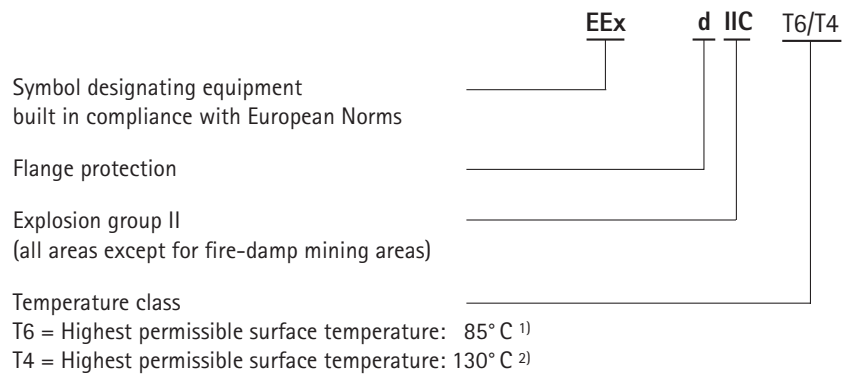 EEx d IIC T6/T4
Symbol designating equipment
built in compliance with European Norms
Flange protection
Explosion group II
(all areas except for fire-damp mining areas)
Temperature class
T6 = Highest permissible surface temperature: 85° C 1)
T4 = Highest permissible surface temperature: 130° C 2)